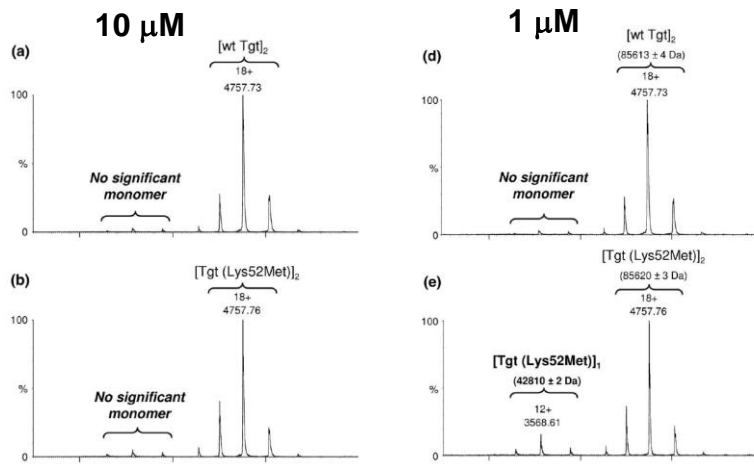 10 μM
1 μM
(a)
[wt Tgt]2
18+
4757.73
100
%
No significant
monomer
0
(b)
[Tgt (Lys52Met)]2
18+
4757.76
100
%
No significant
monomer
0
(d)
[wt Tgt]2
(85613 ± 4 Da)
18+
4757.73
100
%
No significant
monomer
0
(e)
[Tgt (Lys52Met)]2
(85620 ± 3 Da)
18+
4757.76
100
[Tgt (Lys52Met)]1
(42810 ± 2 Da)
%
12+
3568.61
0